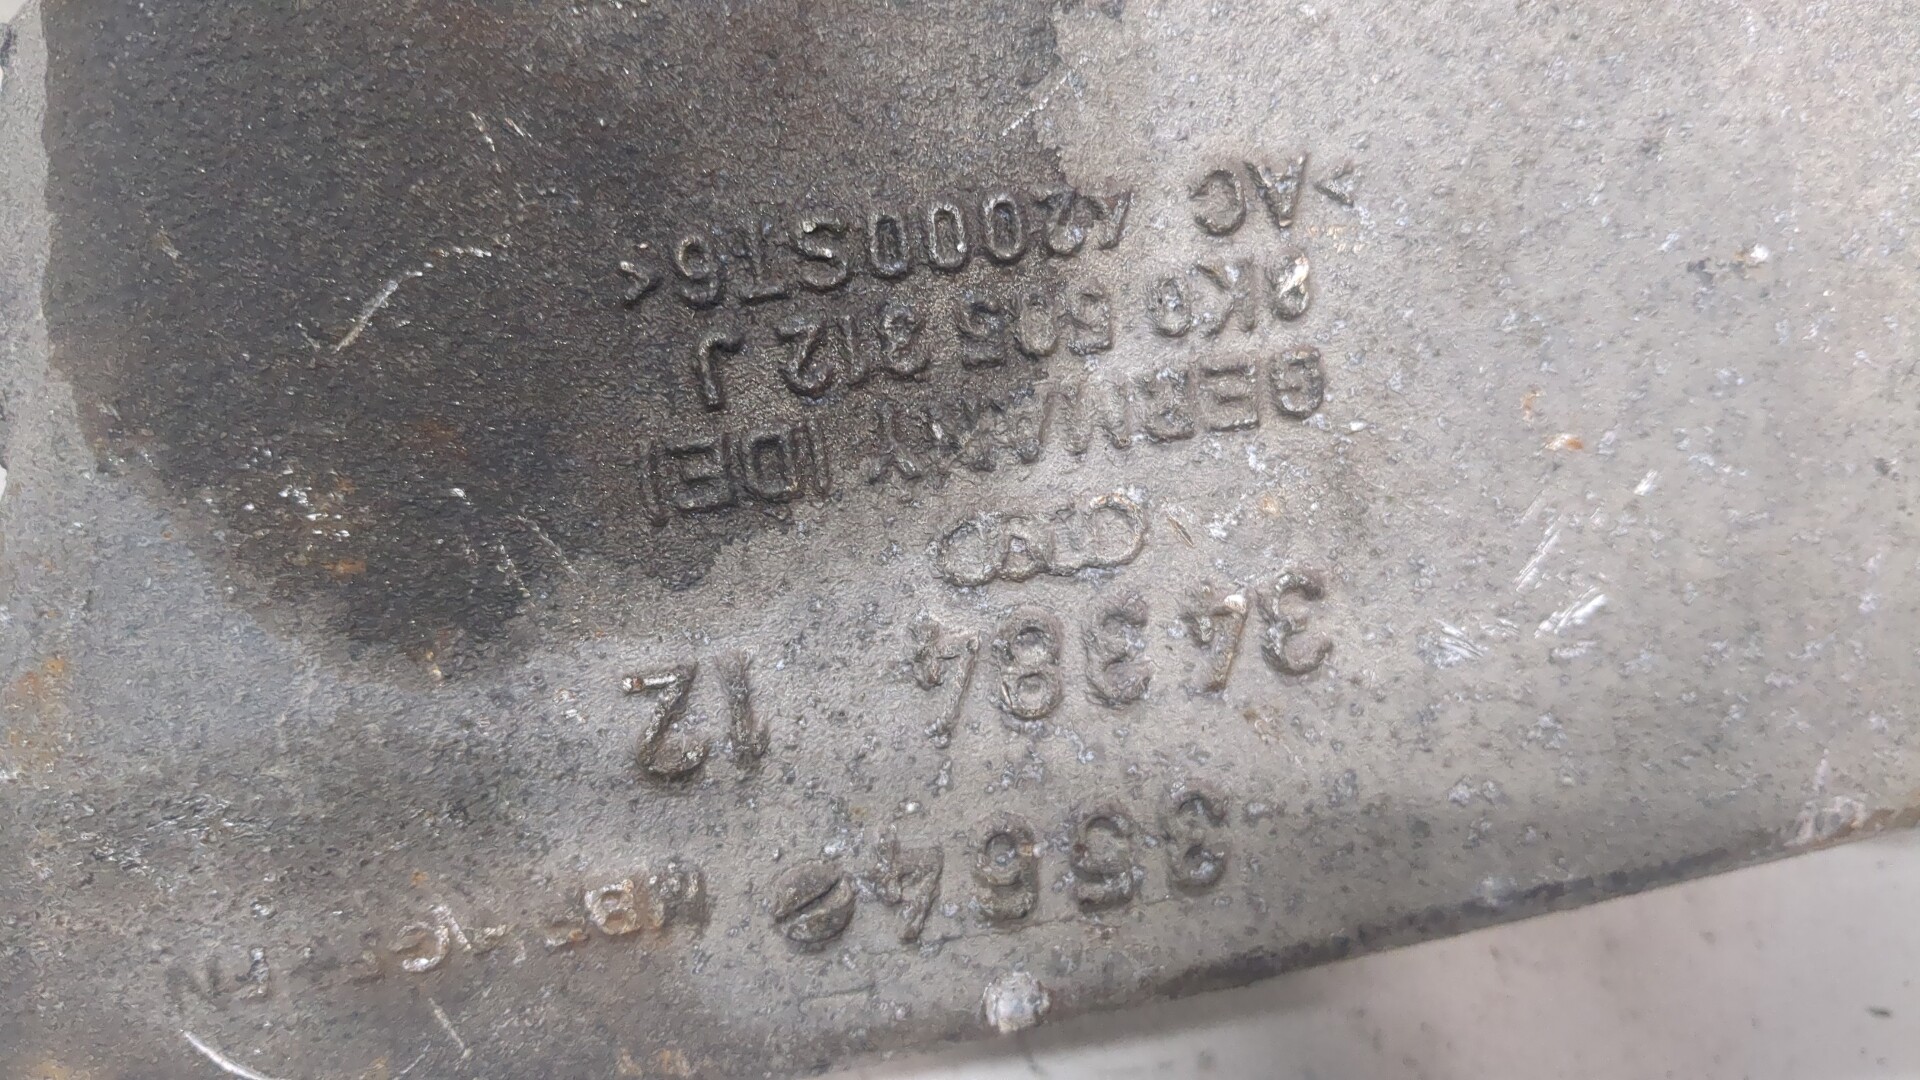 3564
34384 12
GERMANY |DE|
8K0 505 312 J
>AC 42000ST6<